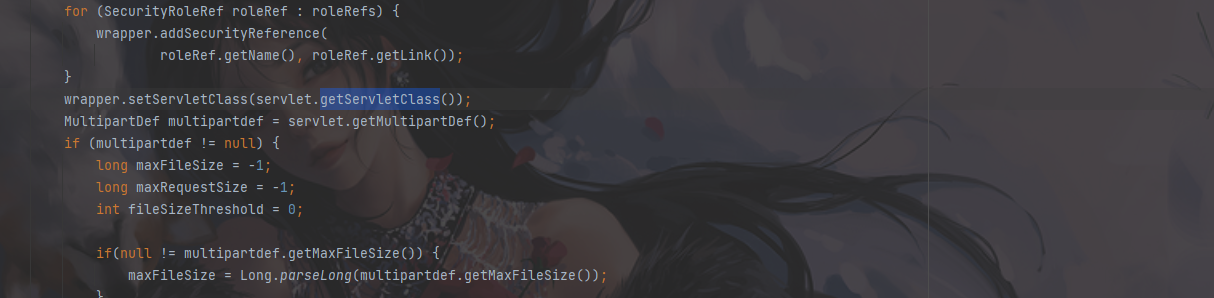 for (SecurityRoleRef roleRef : roleRefs) {
wrapper.addSecurityReference(
roleRef.getName(), roleRef.getLink());
}
wrapper.setServletClass(servlet.getServletClass());
MultipartDef multipartdef = servlet.getMultipartDef();
if (multipartdef != null) {
long maxFileSize = -1;
long maxRequestSize = -1;
int fileSizeThreshold = 0;
if(null != multipartdef.getMaxFileSize()) {
maxFileSize = Long.parseLong(multipartdef.getMaxFileSize());
}